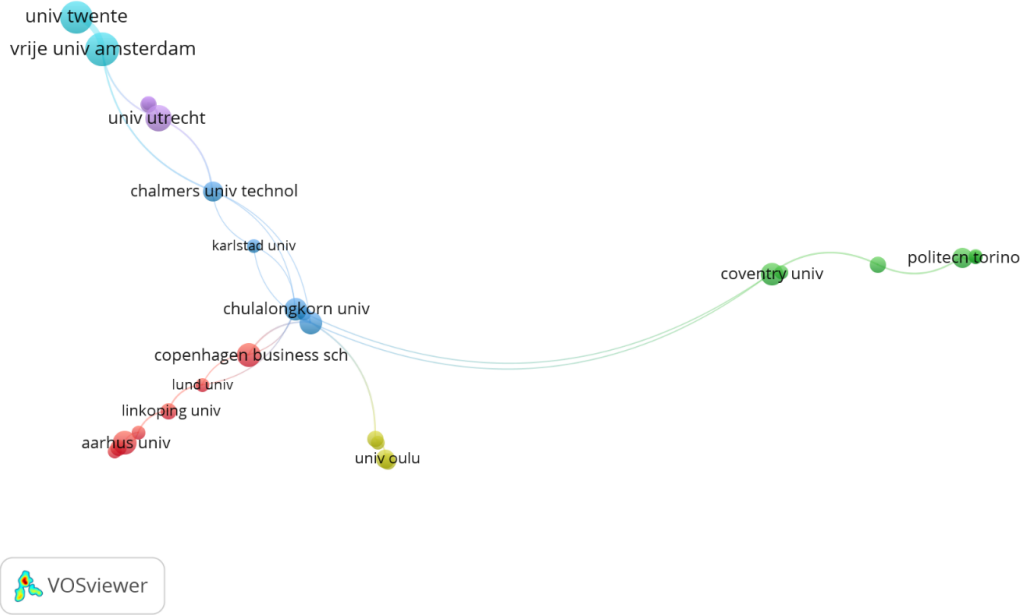 univ twente
vrije univ amsterdam
univ utrecht
chalmers univ technol
karlstad univ
politecn torino
coventry univ
chulalongkorn univ
copenhagen business sch
lund univ
linkoping univ
aarhus univ
univ oulu
VOSviewer